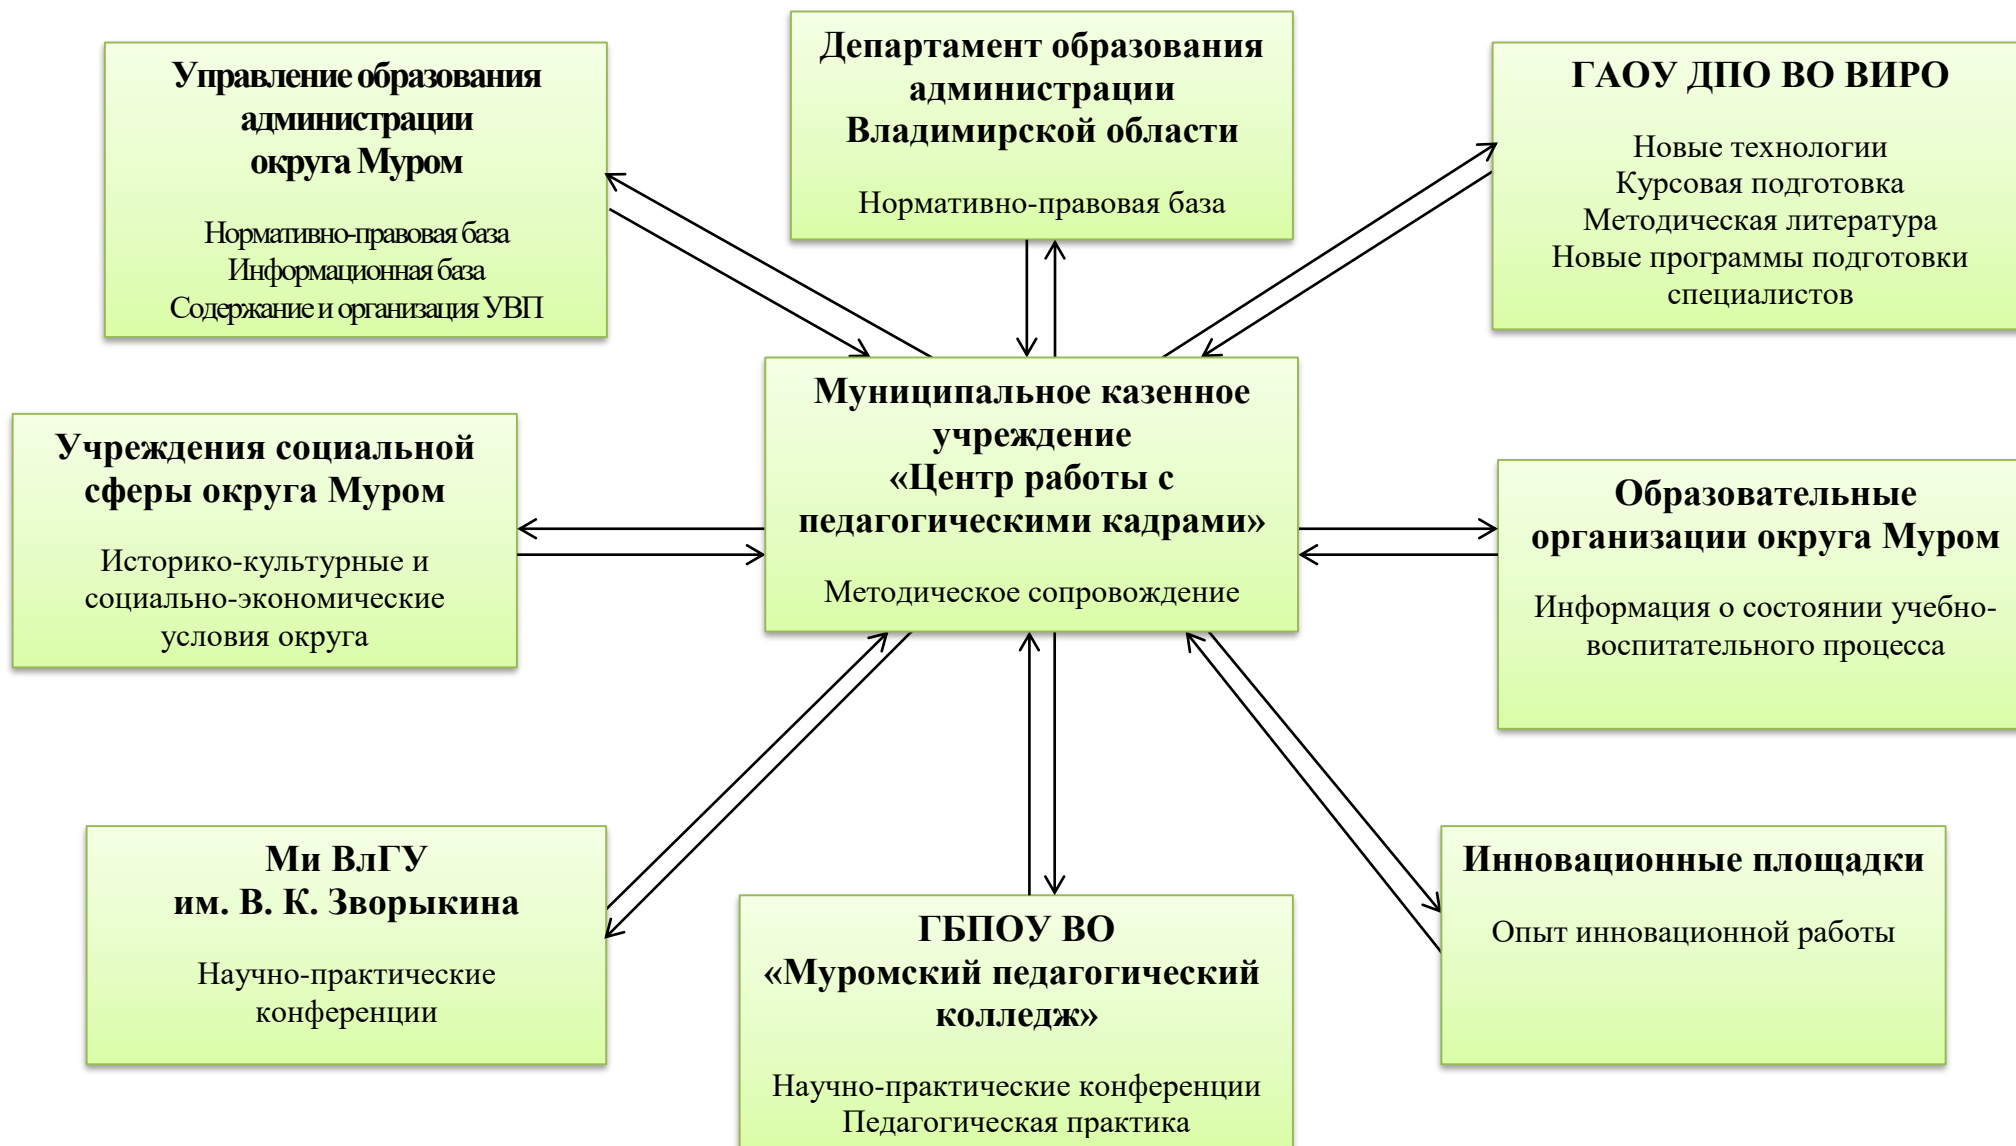 Управление образования
администрации
округа Муром
Нормативно-правовая база
Информационная база
Содержание и организация УВП
Департамент образования
администрации
Владимирской области
Нормативно-правовая база
ГАОУ ДПО ВО ВИРО
Новые технологии
Курсовая подготовка
Методическая литература
Новые программы подготовки
специалистов
Учреждения социальной
сферы округа Муром
Историко-культурные и
социально-экономические
условия округа
Муниципальное казенное
учреждение
«Центр работы с
педагогическими кадрами»
Методическое сопровождение
Образовательные
организации округа Муром
Информация о состоянии учебно-
воспитательного процесса
Ми ВлГУ
им. В. К. Зворыкина
Научно-практические
конференции
ГБПОУ ВО
«Муромский педагогический
колледж»
Научно-практические конференции
Педагогическая практика
Инновационные площадки
Опыт инновационной работы